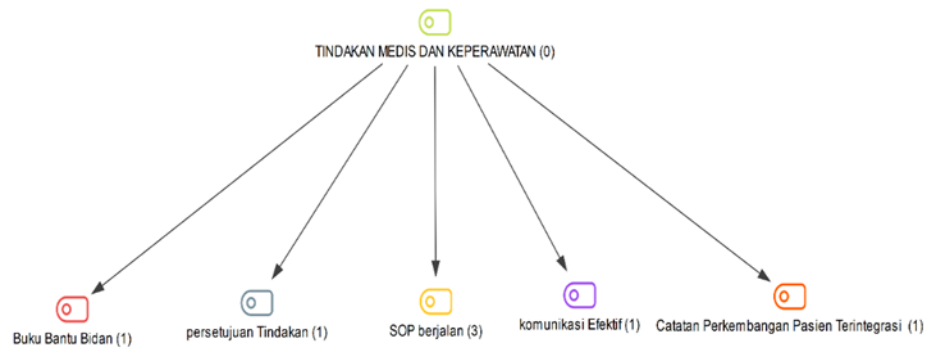 TINDAKAN MEDIS DAN KEPERAWATAN (0)
Buku Bantu Bidan (1)
persetujuan Tindakan (1)
SOP berjalan (3)
komunikasi Efektif (1)
Catatan Perkembangan Pasien Terintegrasi (1)